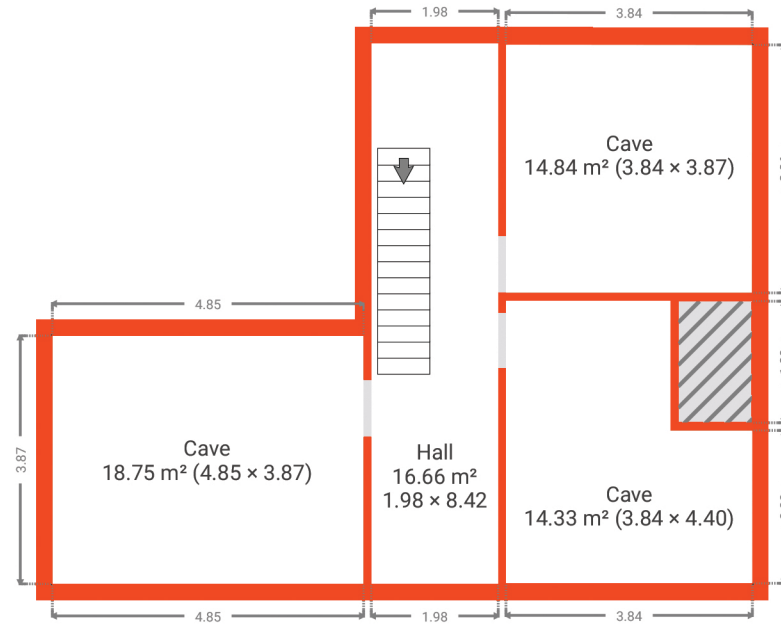 1.98
3.84
Cave
14.84 m² (3.84 × 3.87)
4.85
3.87
Cave
18.75 m² (4.85 × 3.87)
Hall
16.66 m²
1.98 × 8.42
Cave
14.33 m² (3.84 × 4.40)
4.85
1.98
3.84